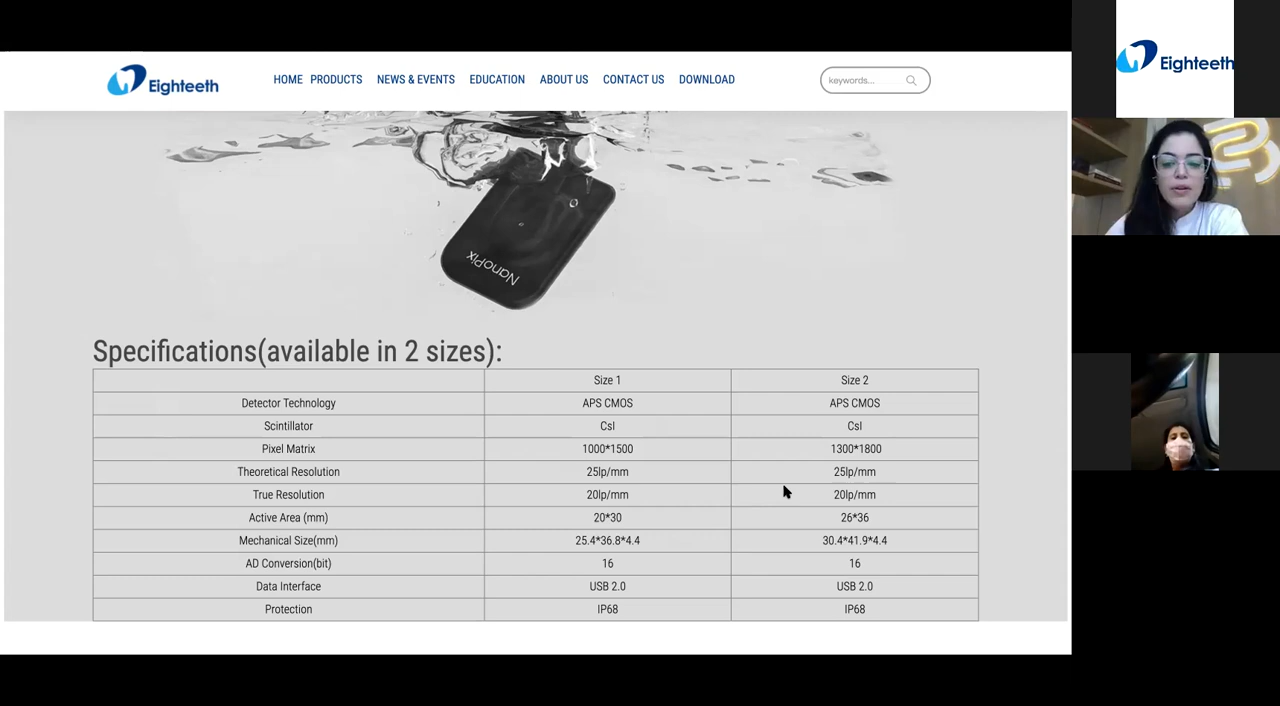 Eighteeth
HOME PRODUCTS NEWS & EVENTS EDUCATION ABOUT US CONTACT US DOWNLOAD
keywords...
Eighteeth
NanoPix
Specifications(available in 2 sizes):
Size 1 Size 2
Detector Technology APS CMOS APS CMOS
Scintillator CsI CsI
Pixel Matrix 1000*1500 1300*1800
Theoretical Resolution 25lp/mm 25lp/mm
True Resolution 20lp/mm 20lp/mm
Active Area (mm) 20*30 26*36
Mechanical Size(mm) 25.4*36.8*4.4 30.4*41.9*4.4
AD Conversion(bit) 16 16
Data Interface USB 2.0 USB 2.0
Protection IP68 IP68